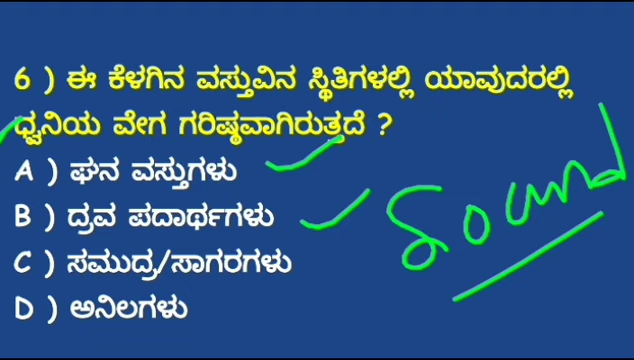 6 ) ಈ ಕೆಳಗಿನ ವಸ್ತುವಿನ ಸ್ಥಿತಿಗಳಲ್ಲಿ ಯಾವುದರಲ್ಲಿ
ಧ್ವನಿಯ ವೇಗ ಗರಿಷ್ಠವಾಗಿರುತ್ತದೆ ?
A ) ಘನ ವಸ್ತುಗಳು
B ) ದ್ರವ ಪದಾರ್ಥಗಳು
C ) ಸಮುದ್ರ/ಸಾಗರಗಳು
D ) ಅನಿಲಗಳು
Sound